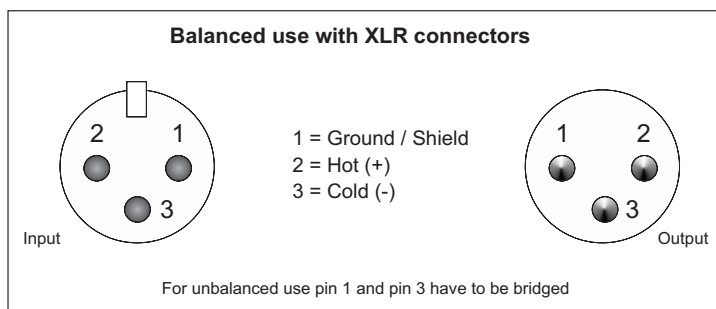 Balanced use with XLR connectors
2 1
3
Input
1 = Ground / Shield
2 = Hot (+)
3 = Cold (-)
1 2
3
Output
For unbalanced use pin 1 and pin 3 have to be bridged